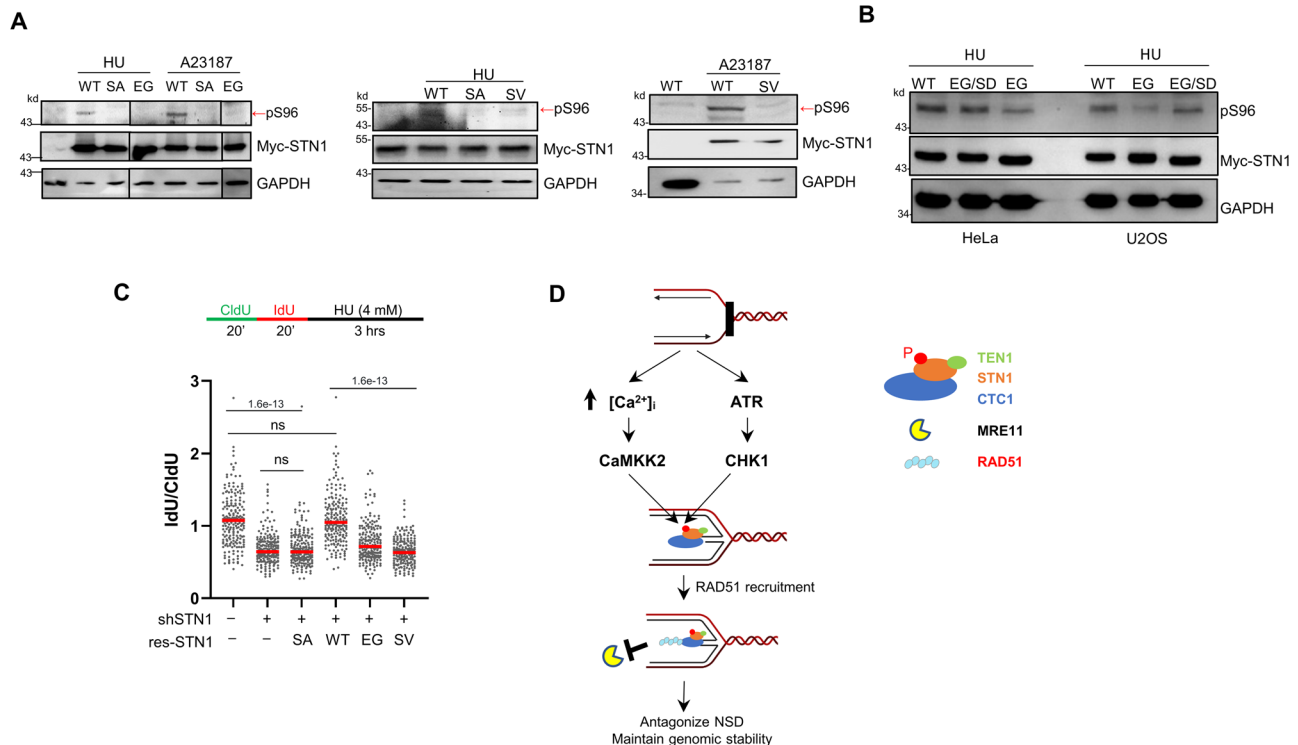 A
HU
A23187
WT SA EG WT SA EG
kd
43
pS96
43
Myc-STN1
43
GAPDH
HU
WT SA SV
kd
55
43
pS96
55
Myc-STN1
GAPDH
A23187
WT WT SV
kd
43
pS96
43
Myc-STN1
34
GAPDH
B
HU HU
WT EG/SD EG WT EG EG/SD
kd
43
pS96
43
Myc-STN1
34
GAPDH
HeLa U2OS
C
CldU IdU HU (4 mM)
20' 20' 3 hrs
3
2
1
0
IdU/CldU
1.6e-13
1.6e-13
ns
ns
shSTN1 – + + + + +
res-STN1 – – SA WT EG SV
D
[Ca²⁺]ᵢ ATR
CaMKK2 CHK1
RAD51 recruitment
Antagonize NSD
Maintain genomic stability
P
TEN1
STN1
CTC1
MRE11
RAD51